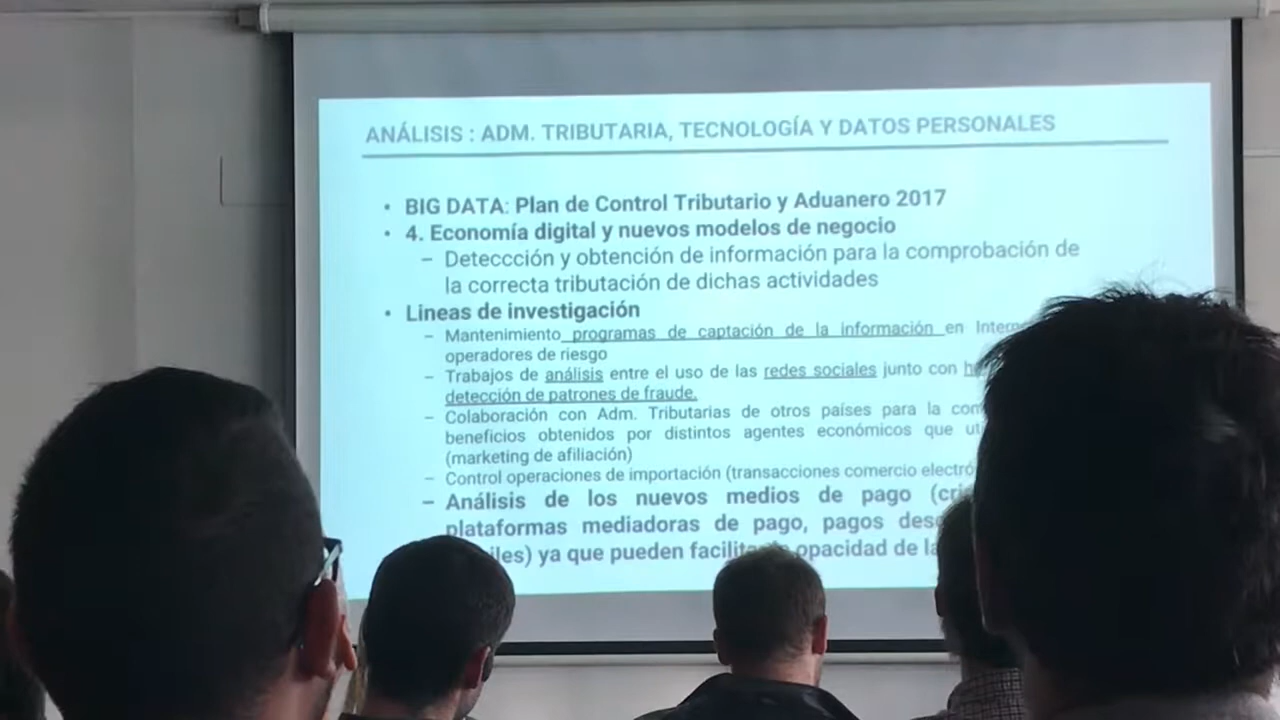 ANÁLISIS : ADM. TRIBUTARIA, TECNOLOGÍA Y DATOS PERSONALES
• BIG DATA: Plan de Control Tributario y Aduanero 2017
• 4. Economía digital y nuevos modelos de negocio
– Deteccción y obtención de información para la comprobación de
la correcta tributación de dichas actividades
• Lineas de investigación
– Mantenimiento programas de captación de la información en
operadores de riesgo
– Trabajos de análisis entre el uso de las redes sociales junto con
detección de patrones de fraude.
– Colaboración con Adm. Tributarias de otros países para la
beneficios obtenidos por distintos agentes económicos que
(marketing de afiliación)
– Control operaciones de importación (transacciones comercio
– Análisis de los nuevos medios de pago
plataformas mediadoras de pago, pagos
ya que pueden opacidad de